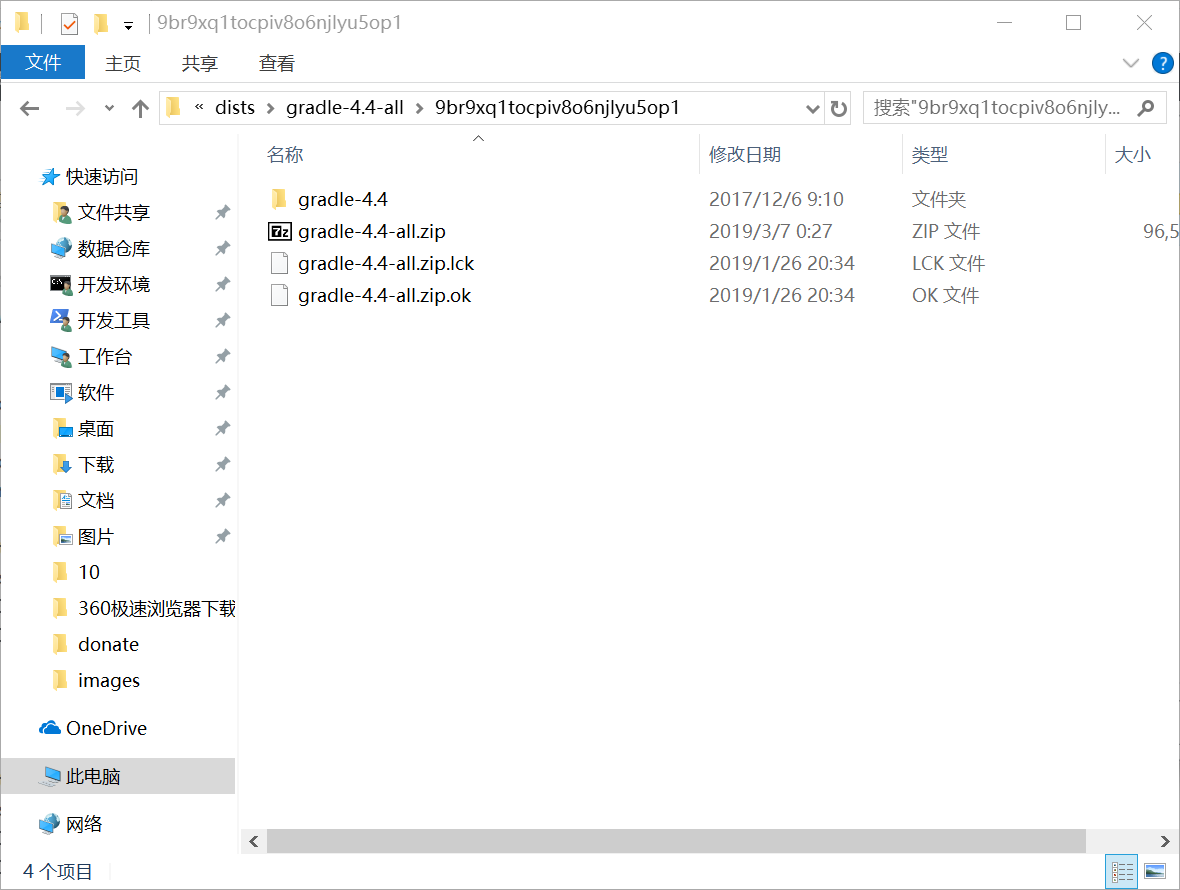 9br9xq1tocpiv8o6njlyu5op1
文件 主页 共享 查看
« dists › gradle-4.4-all › 9br9xq1tocpiv8o6njlyu5op1 搜索"9br9xq1tocpiv8o6njly...
名称 修改日期 类型 大小
gradle-4.4 2017/12/6 9:10 文件夹
gradle-4.4-all.zip 2019/3/7 0:27 ZIP 文件 96,5
gradle-4.4-all.zip.lck 2019/1/26 20:34 LCK 文件
gradle-4.4-all.zip.ok 2019/1/26 20:34 OK 文件
快速访问
文件共享
数据仓库
开发环境
开发工具
工作台
软件
桌面
下载
文档
图片
10
360极速浏览器下载
donate
images
OneDrive
此电脑
网络
4 个项目